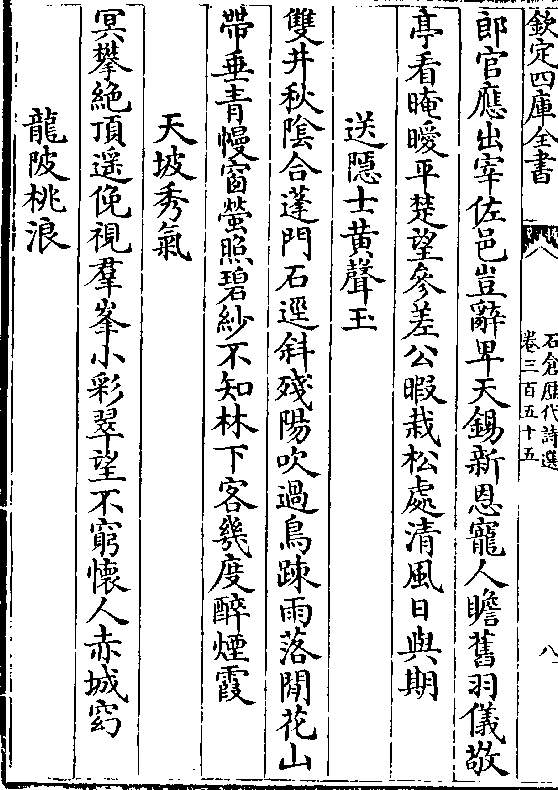 欽定四庫全書
石倉歷代詩選
卷三百五十五
八
郎官應出宰佐邑豈辭卑天錫新恩寵人瞻舊羽儀敬
亭看晻曖平楚望參差公暇栽松處清風日與期
送隱士黄聲玉
雙井秋陰合蓬門石逕斜殘陽吹過鳥踈雨落閒花山
帶垂青幔窗螢照碧紗不知林下客幾度醉煙霞
天坡秀氣
冥攀絶頂遥俛視羣峯小彩翠望不窮懷人赤城窈
龍陂桃浪